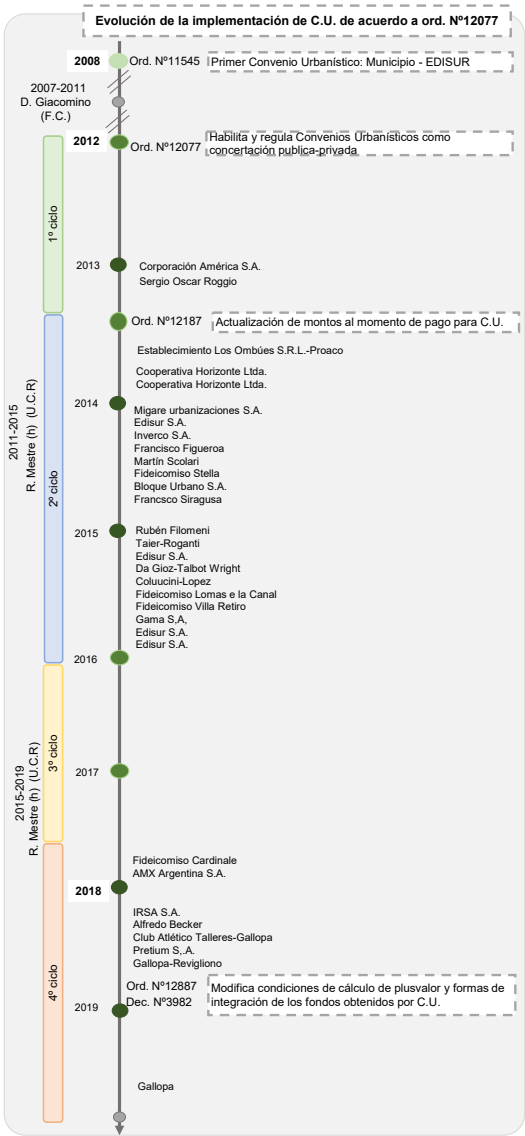 Evolución de la implementación de C.U. de acuerdo a ord. Nº12077
2008
Ord. Nº11545
Primer Convenio Urbanístico: Municipio - EDISUR
2007-2011
D. Giacomino
(F.C.)
2012
Ord. Nº12077
Habilita y regula Convenios Urbanísticos como
concertación publica-privada
1º ciclo
2013
Corporación América S.A.
Sergio Oscar Roggio
Ord. Nº12187
Actualización de montos al momento de pago para C.U.
Establecimiento Los Ombúes S.R.L.-Proaco
Cooperativa Horizonte Ltda.
Cooperativa Horizonte Ltda.
2014
Migare urbanizaciones S.A.
Edisur S.A.
Inverco S.A.
Francisco Figueroa
Martín Scolari
Fideicomiso Stella
Bloque Urbano S.A.
Francsco Siragusa
2011-2015
R. Mestre (h) (U.C.R)
2º ciclo
2015
Rubén Filomeni
Taier-Roganti
Edisur S.A.
Da Gioz-Talbot Wright
Coluucini-Lopez
Fideicomiso Lomas e la Canal
Fideicomiso Villa Retiro
Gama S,A,
Edisur S.A.
Edisur S.A.
2016
3º ciclo
2017
2015-2019
R. Mestre (h) (U.C.R)
Fideicomiso Cardinale
AMX Argentina S.A.
2018
IRSA S.A.
Alfredo Becker
Club Atlético Talleres-Gallopa
Pretium S,.A.
Gallopa-Revigliono
4º ciclo
Ord. Nº12887
Dec. Nº3982
Modifica condiciones de cálculo de plusvalor y formas de
integración de los fondos obtenidos por C.U.
2019
Gallopa